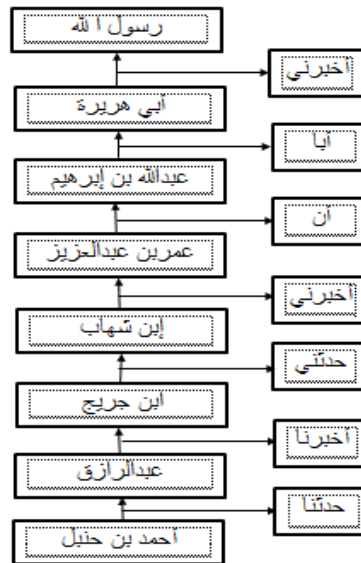 رسول ا لله
أخبرني
أبي هريرة
أبا
عبدالله بن إبرهيم
أن
عمربن عبدالعزيز
أخبرني
إبن شهاب
حدثني
ابن جريج
أخبرنا
عبدالرازق
حدثنا
أحمد بن حنبل